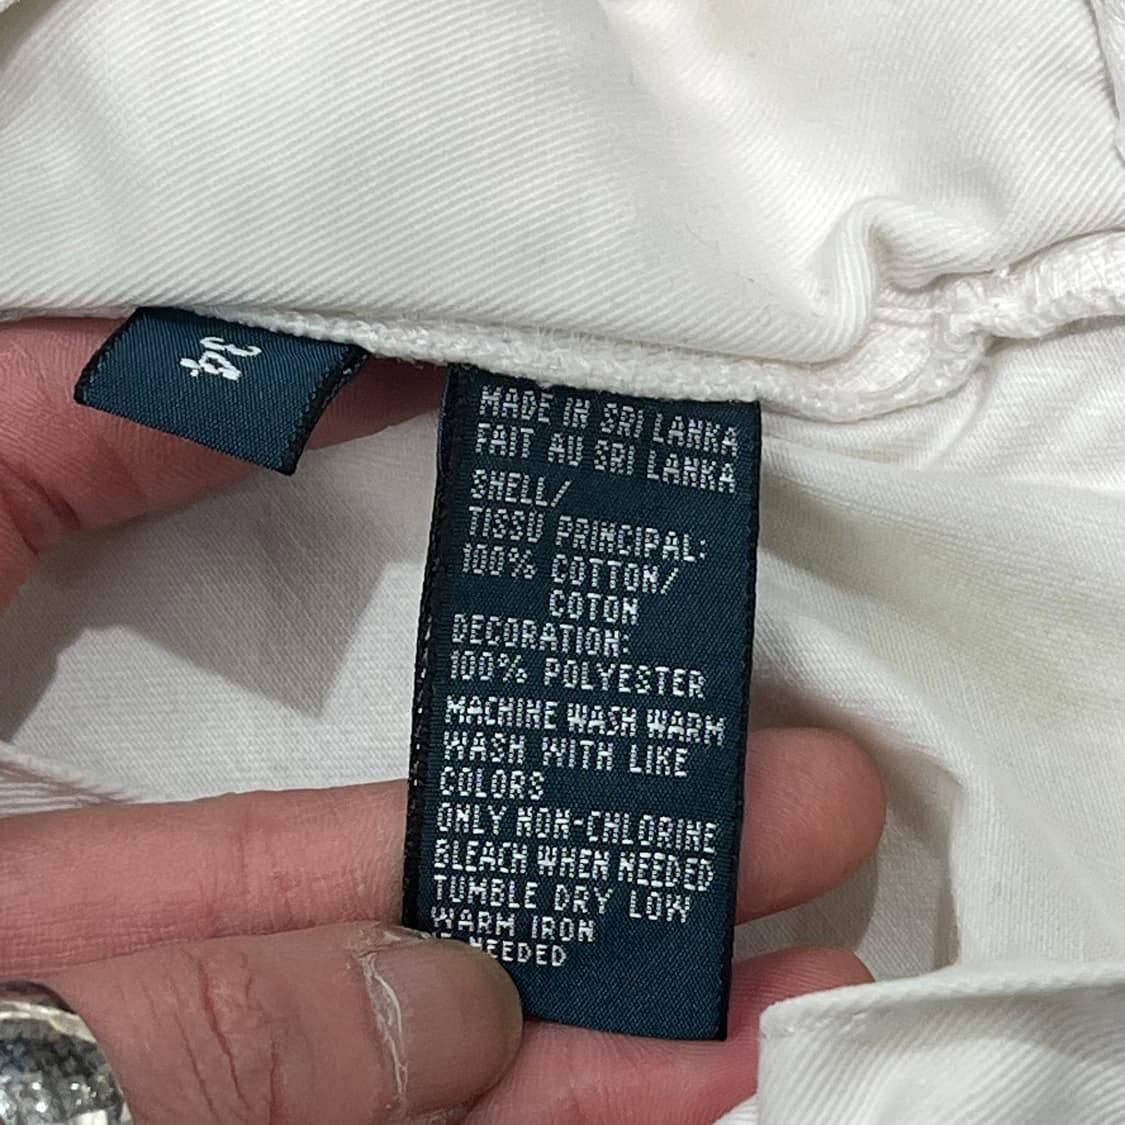 34
MADE IN SRI LANKA
FAIT AU SRI LANKA
SHELL/
TISSU PRINCIPAL:
100% COTTON/
COTON
DECORATION:
100% POLYESTER
MACHINE WASH WARM
WASH WITH LIKE
COLORS
ONLY NON-CHLORINE
BLEACH WHEN NEEDED
TUMBLE DRY LOW
WARM IRON
NEEDED